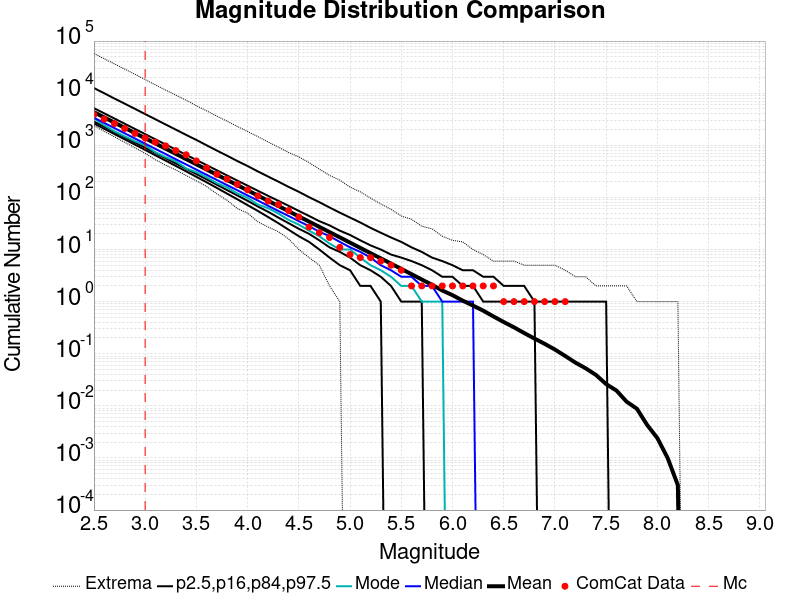 Magnitude Distribution Comparison
10^5
10^4
10^3
10^2
10^1
10^0
10^-1
10^-2
10^-3
10^-4
Cumulative Number
2.5 3.0 3.5 4.0 4.5 5.0 5.5 6.0 6.5 7.0 7.5 8.0 8.5 9.0
Magnitude
Extrema p2.5,p16,p84,p97.5 Mode Median Mean ComCat Data Mc